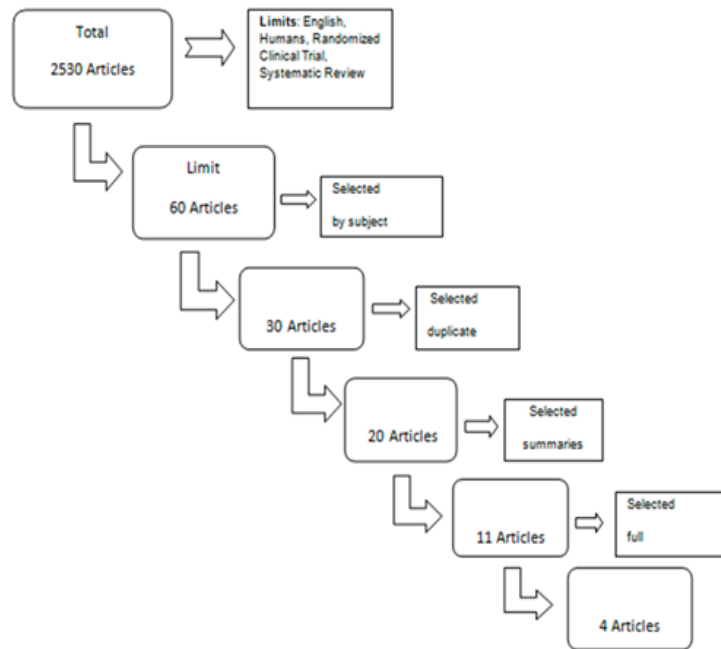 Total
2530 Articles
Limits: English,
Humans, Randomized
Clinical Trial,
Systematic Review
Limit
60 Articles
Selected
by subject
30 Articles
Selected
duplicate
20 Articles
Selected
summaries
11 Articles
Selected
full
4 Articles